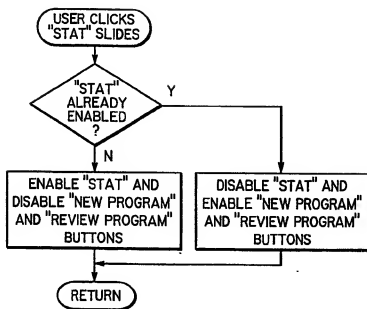 USER CLICKS
"STAT" SLIDES
"STAT"
ALREADY
ENABLED
?
Y
N
ENABLE "STAT" AND
DISABLE "NEW PROGRAM"
AND "REVIEW PROGRAM"
BUTTONS
DISABLE "STAT" AND
ENABLE "NEW PROGRAM"
AND "REVIEW PROGRAM"
BUTTONS
RETURN